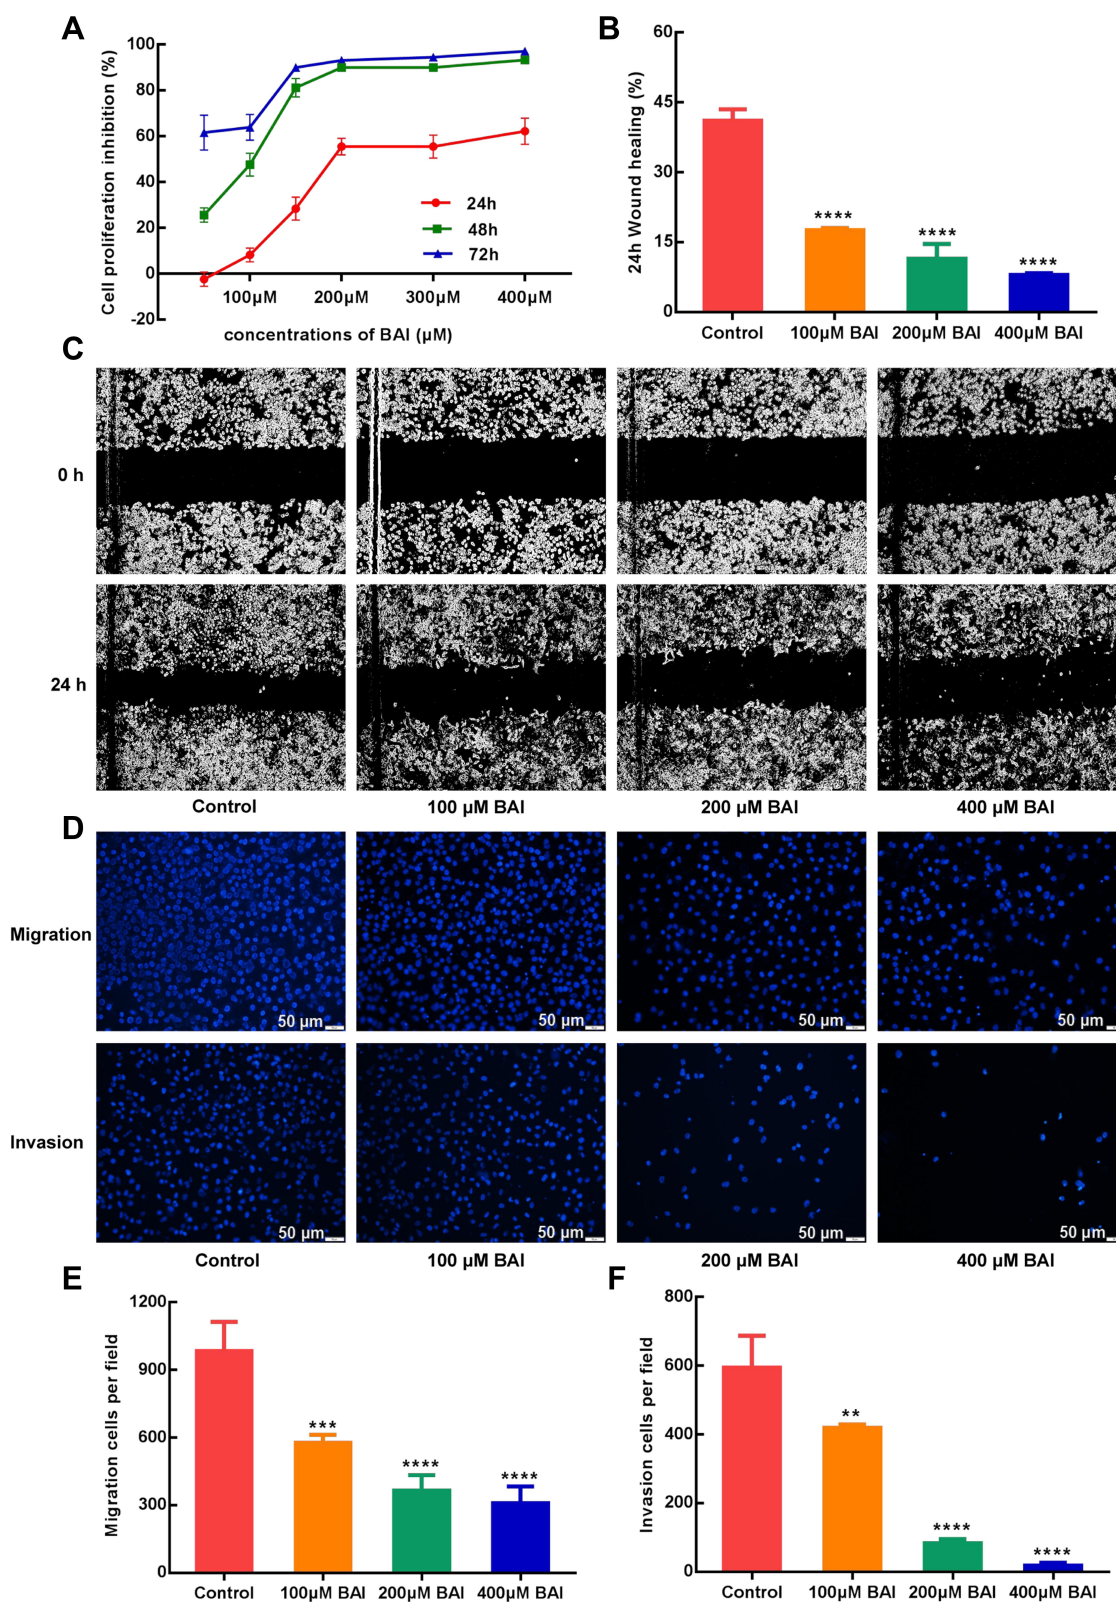 A
Cell proliferation inhibition (%)
100
80
60
40
20
0
-20
100µM
200µM
300µM
400µM
24h
48h
72h
concentrations of BAI (µM)
B
24h Wound healing (%)
60
45
30
15
0
****
****
****
Control
100µM BAI
200µM BAI
400µM BAI
C
0 h
24 h
Control
100 µM BAI
200 µM BAI
400 µM BAI
D
Migration
50 µm
50 µm
50 µm
50 µm
Invasion
50 µm
50 µm
50 µm
50 µm
Control
100 µM BAI
200 µM BAI
400 µM BAI
E
Migration cells per field
1200
900
600
300
0
***
****
****
Control
100µM BAI
200µM BAI
400µM BAI
F
Invasion cells per field
800
600
400
200
0
**
****
****
Control
100µM BAI
200µM BAI
400µM BAI